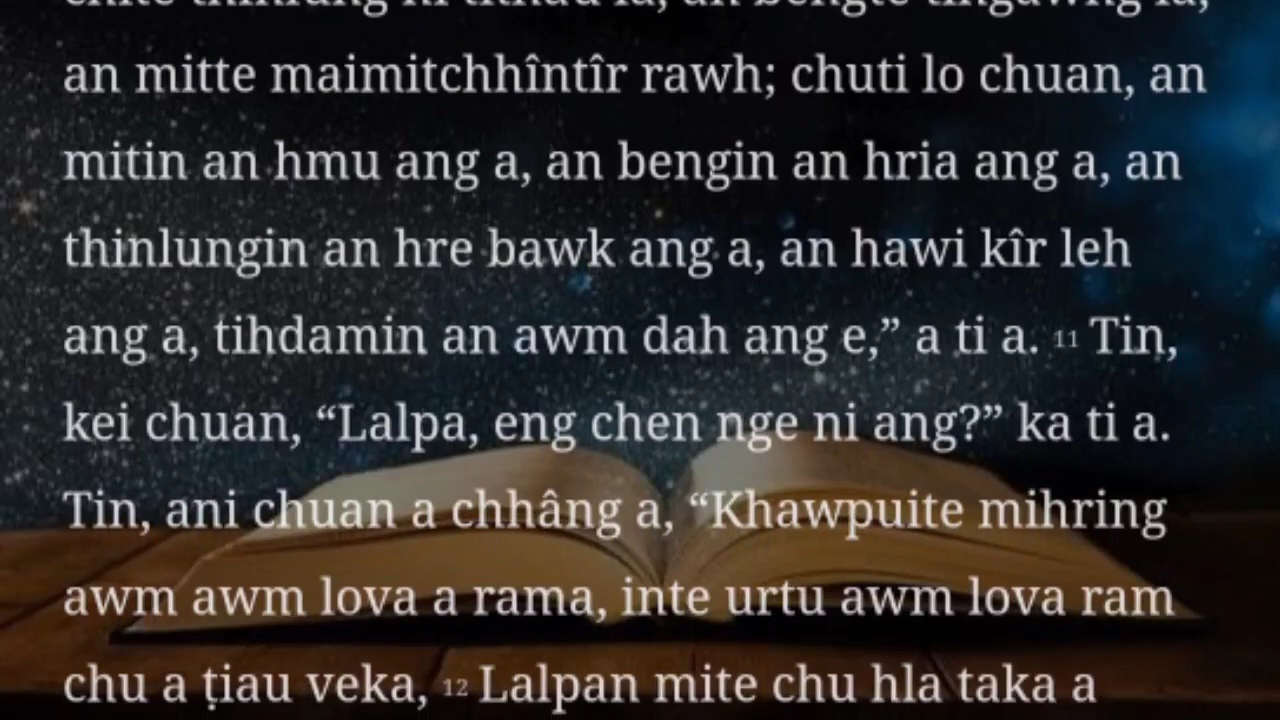 an mitte maimitchhîntîr rawh; chuti lo chuan, an
mitin an hmu ang a, an bengin an hria ang a, an
thinlungin an hre bawk ang a, an hawi kîr leh
ang a, tihdamin an awm dah ang e,” a ti a. 11 Tin,
kei chuan, “Lalpa, eng chen nge ni ang?” ka ti a.
Tin, ani chuan a chhâng a, “Khawpuite mihring
awm awm lova a rama, inte urtu awm lova ram
chu a ṭiau veka, 12 Lalpan mite chu hla taka a